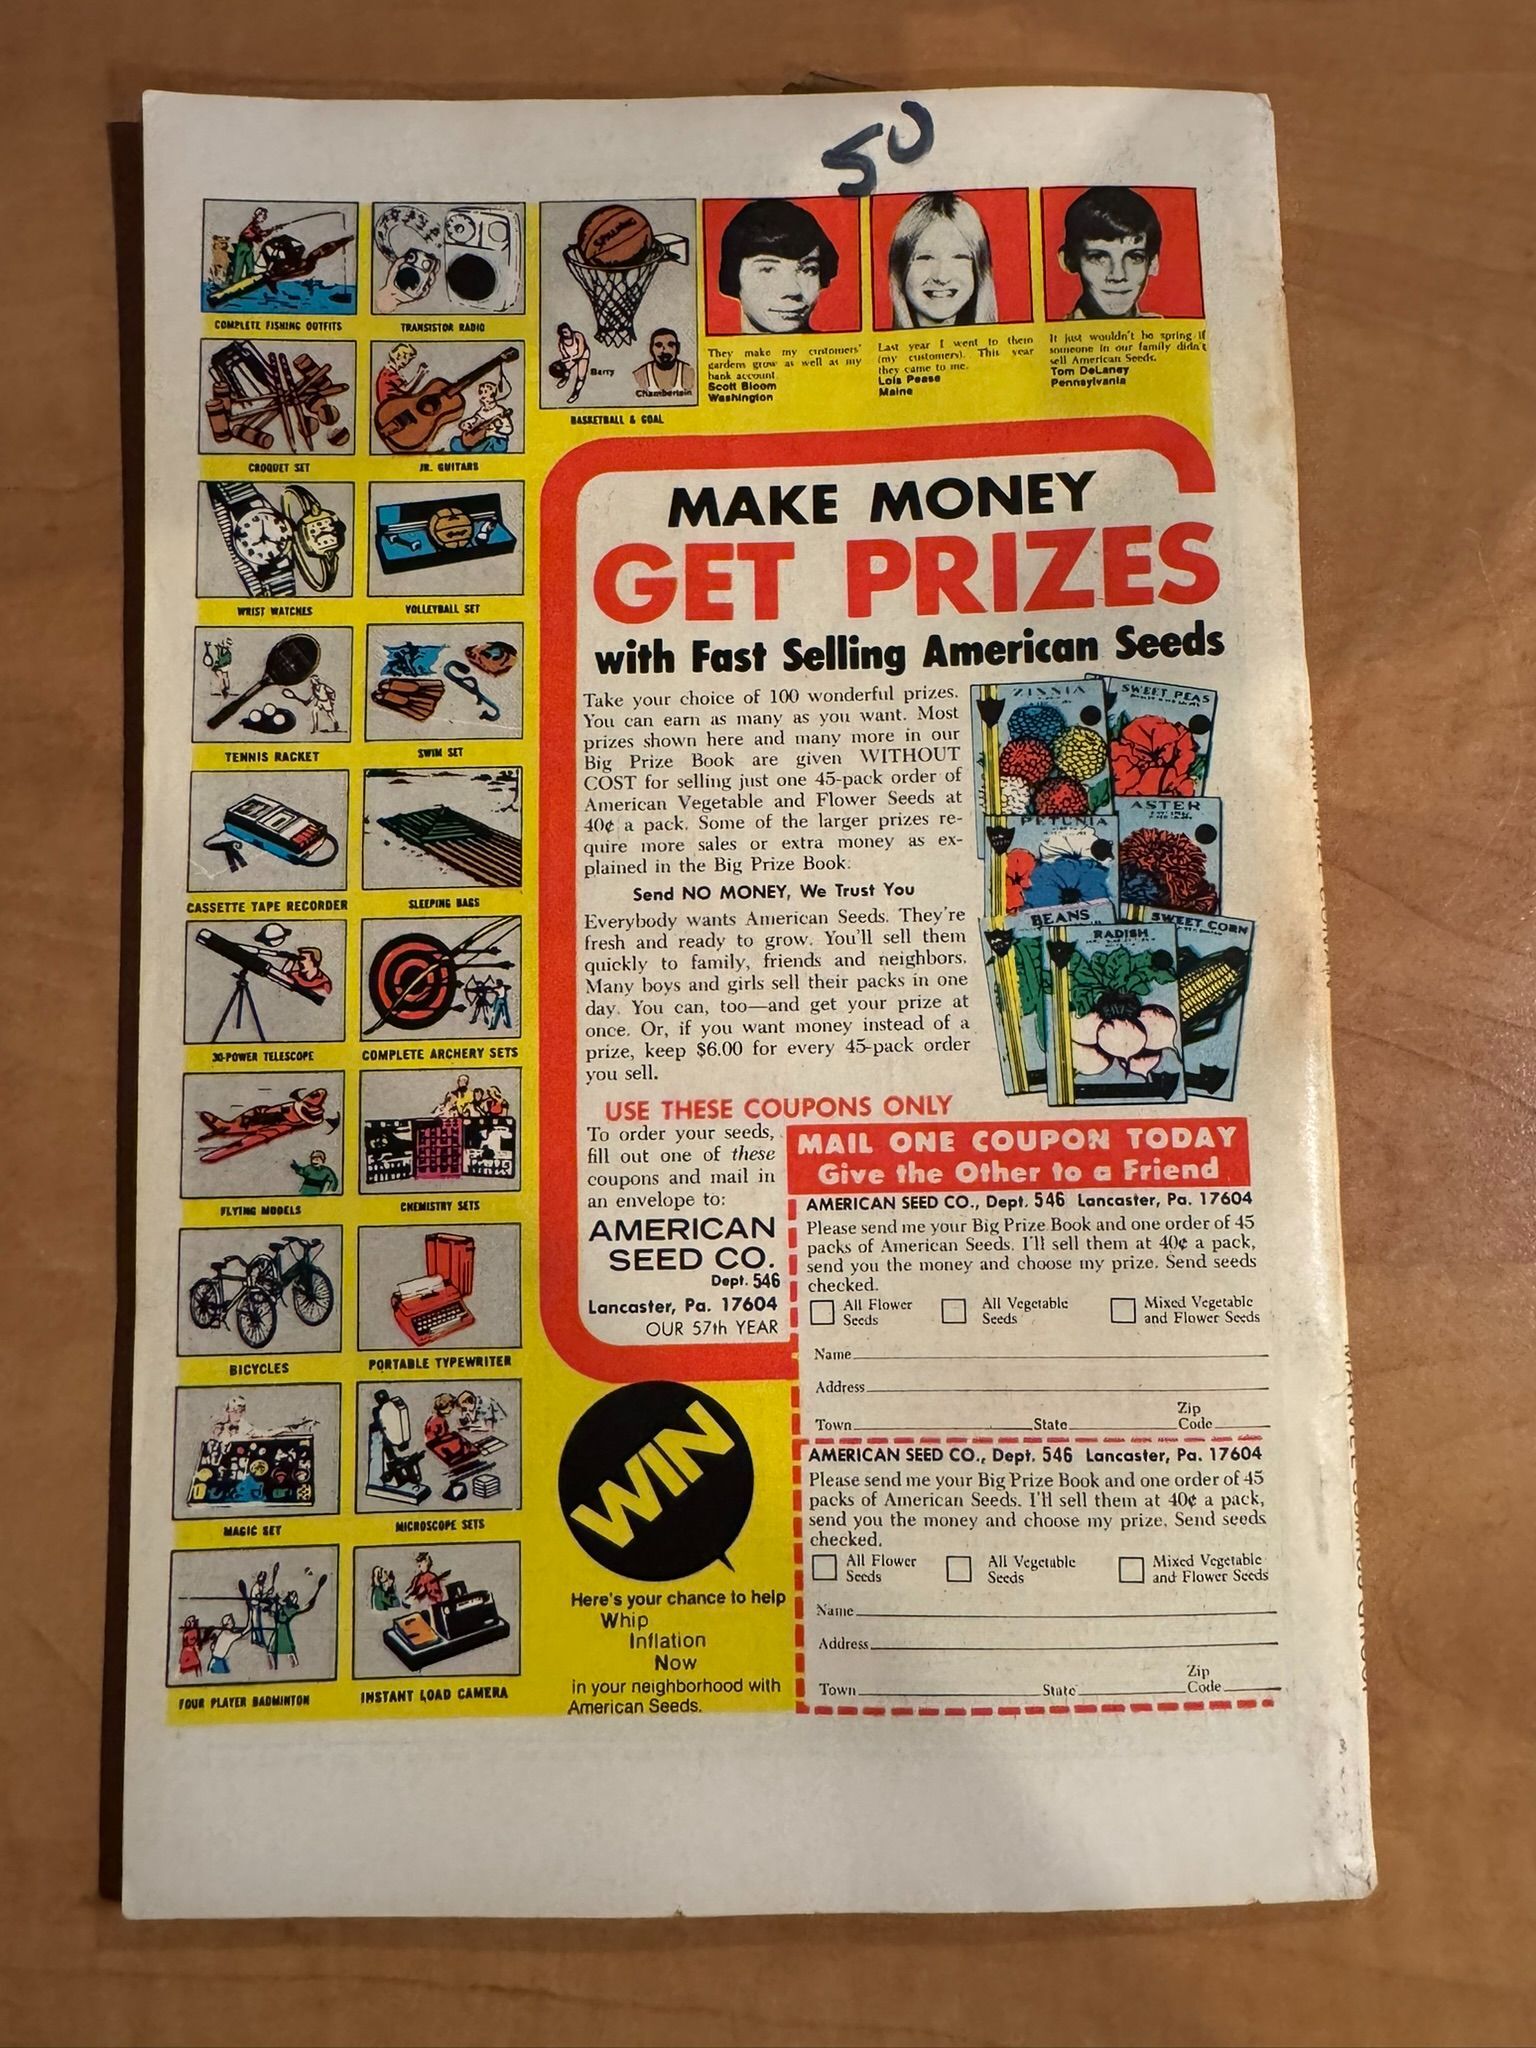 50
COMPLETE FISHING OUTFITS
TRANSISTOR RADIO
CROQUET SET
JR. GUITARS
WRIST WATCHES
VOLLEYBALL SET
TENNIS RACKET
SWIM SET
CASSETTE TAPE RECORDER
SLEEPING BAGS
30-POWER TELESCOPE
COMPLETE ARCHERY SETS
FLYING MODELS
CHEMISTRY SETS
BICYCLES
PORTABLE TYPEWRITER
MAGIC SET
MICROSCOPE SETS
FOUR PLAYER BADMINTON
INSTANT LOAD CAMERA
SPALDING
Barry
Chamberlain
BASKETBALL & GOAL
They make my customers'
gardens grow as well as my
bank account.
Scott Bloom
Washington
Last year I went to them
(my customers). This year
they came to me.
Lois Pease
Maine
It just wouldn't be spring if
someone in our family didn't
sell American Seeds.
Tom DeLaney
Pennsylvania
MAKE MONEY
GET PRIZES
with Fast Selling American Seeds
Take your choice of 100 wonderful prizes.
You can earn as many as you want. Most
prizes shown here and many more in our
Big Prize Book are given WITHOUT
COST for selling just one 45-pack order of
American Vegetable and Flower Seeds at
40¢ a pack. Some of the larger prizes re-
quire more sales or extra money as ex-
plained in the Big Prize Book.
Send NO MONEY, We Trust You
Everybody wants American Seeds. They're
fresh and ready to grow. You'll sell them
quickly to family, friends and neighbors.
Many boys and girls sell their packs in one
day. You can, too—and get your prize at
once. Or, if you want money instead of a
prize, keep $6.00 for every 45-pack order
you sell.
ZINNIA
SWEET PEAS
PETUNIA
ASTER
BEANS
RADISH
SWEET CORN
USE THESE COUPONS ONLY
To order your seeds,
fill out one of these
coupons and mail in
an envelope to:
AMERICAN
SEED CO.
Dept. 546
Lancaster, Pa. 17604
OUR 57th YEAR
MAIL ONE COUPON TODAY
Give the Other to a Friend
AMERICAN SEED CO., Dept. 546 Lancaster, Pa. 17604
Please send me your Big Prize Book and one order of 45
packs of American Seeds. I'll sell them at 40¢ a pack,
send you the money and choose my prize. Send seeds
checked.
All Flower Seeds
All Vegetable Seeds
Mixed Vegetable and Flower Seeds
Name
Address
Town State Zip Code
AMERICAN SEED CO., Dept. 546 Lancaster, Pa. 17604
Please send me your Big Prize Book and one order of 45
packs of American Seeds. I'll sell them at 40¢ a pack,
send you the money and choose my prize. Send seeds
checked.
All Flower Seeds
All Vegetable Seeds
Mixed Vegetable and Flower Seeds
Name
Address
Town State Zip Code
WIN
Here's your chance to help
Whip
Inflation
Now
in your neighborhood with
American Seeds.